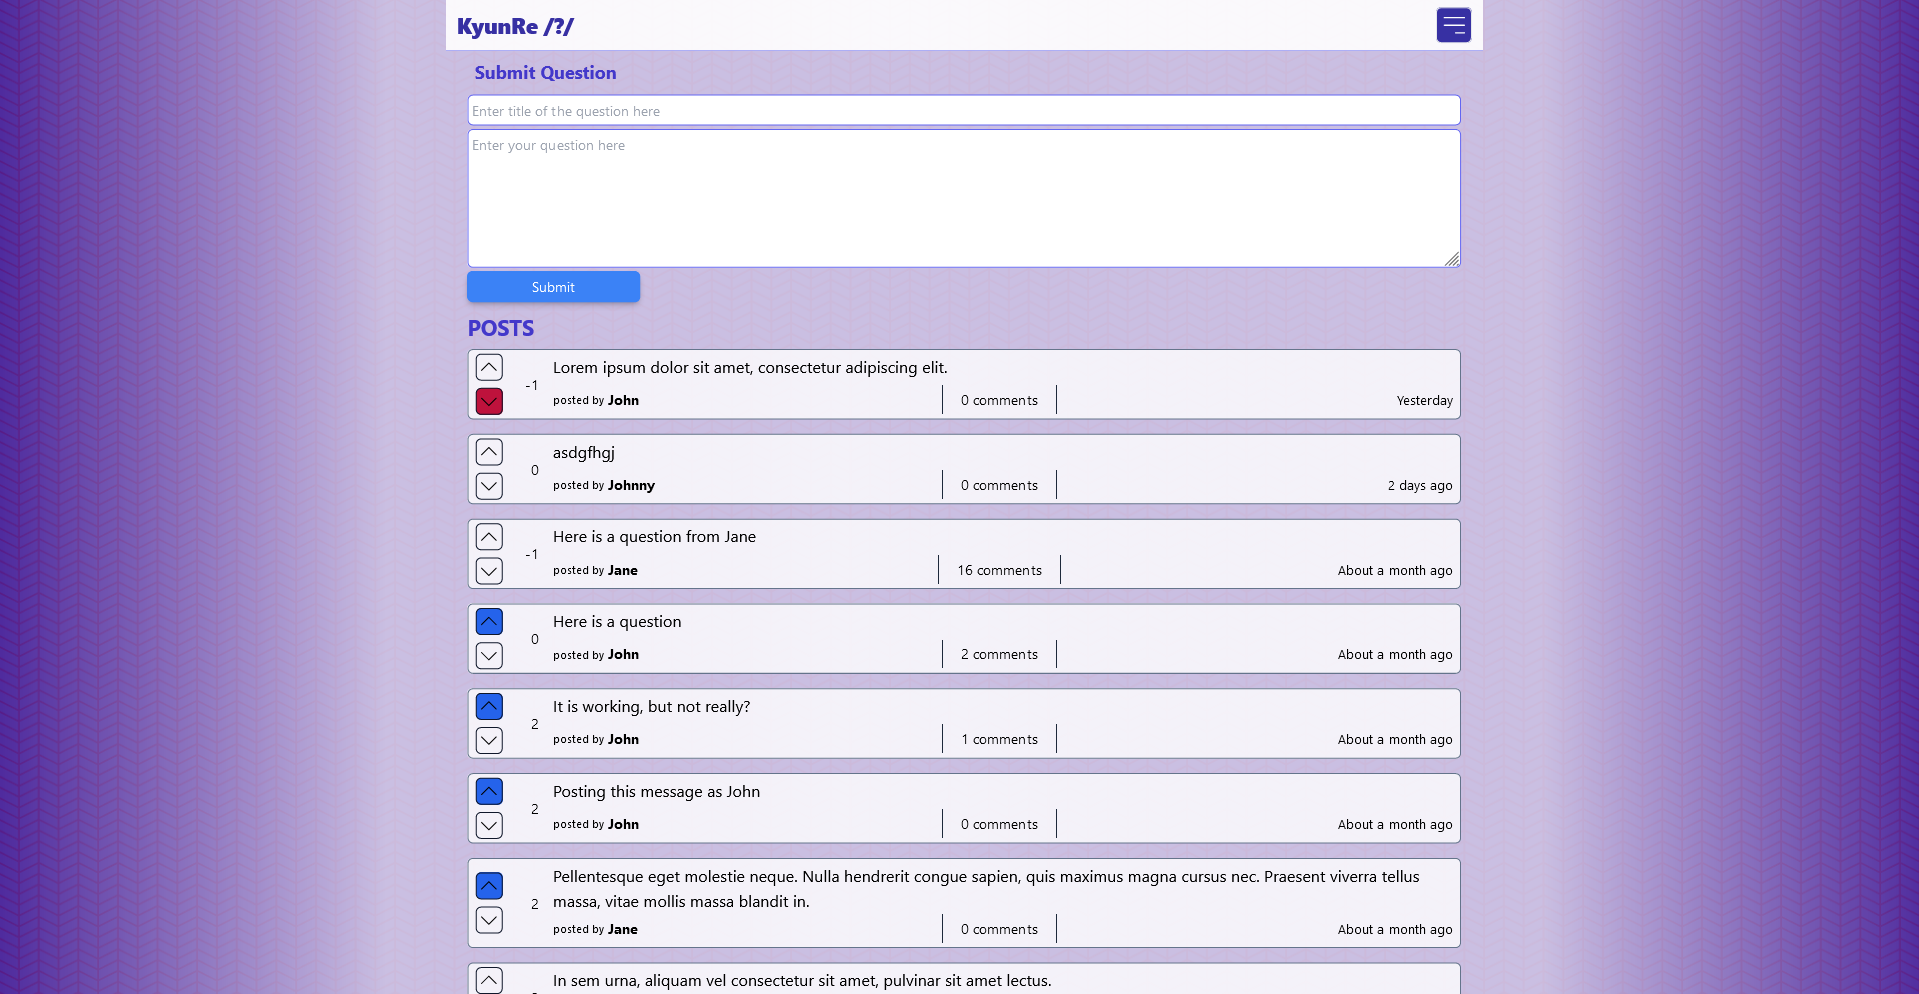 KyunRe /?/
Submit Question
Enter title of the question here
Enter your question here
Submit
POSTS
Lorem ipsum dolor sit amet, consectetur adipiscing elit.
-1
posted by John 0 comments Yesterday
asdgfhgj
0
posted by Johnny 0 comments 2 days ago
Here is a question from Jane
-1
posted by Jane 16 comments About a month ago
Here is a question
0
posted by John 2 comments About a month ago
It is working, but not really?
2
posted by John 1 comments About a month ago
Posting this message as John
2
posted by John 0 comments About a month ago
Pellentesque eget molestie neque. Nulla hendrerit congue sapien, quis maximus magna cursus nec. Praesent viverra tellus
massa, vitae mollis massa blandit in.
2
posted by Jane 0 comments About a month ago
In sem urna, aliquam vel consectetur sit amet, pulvinar sit amet lectus.